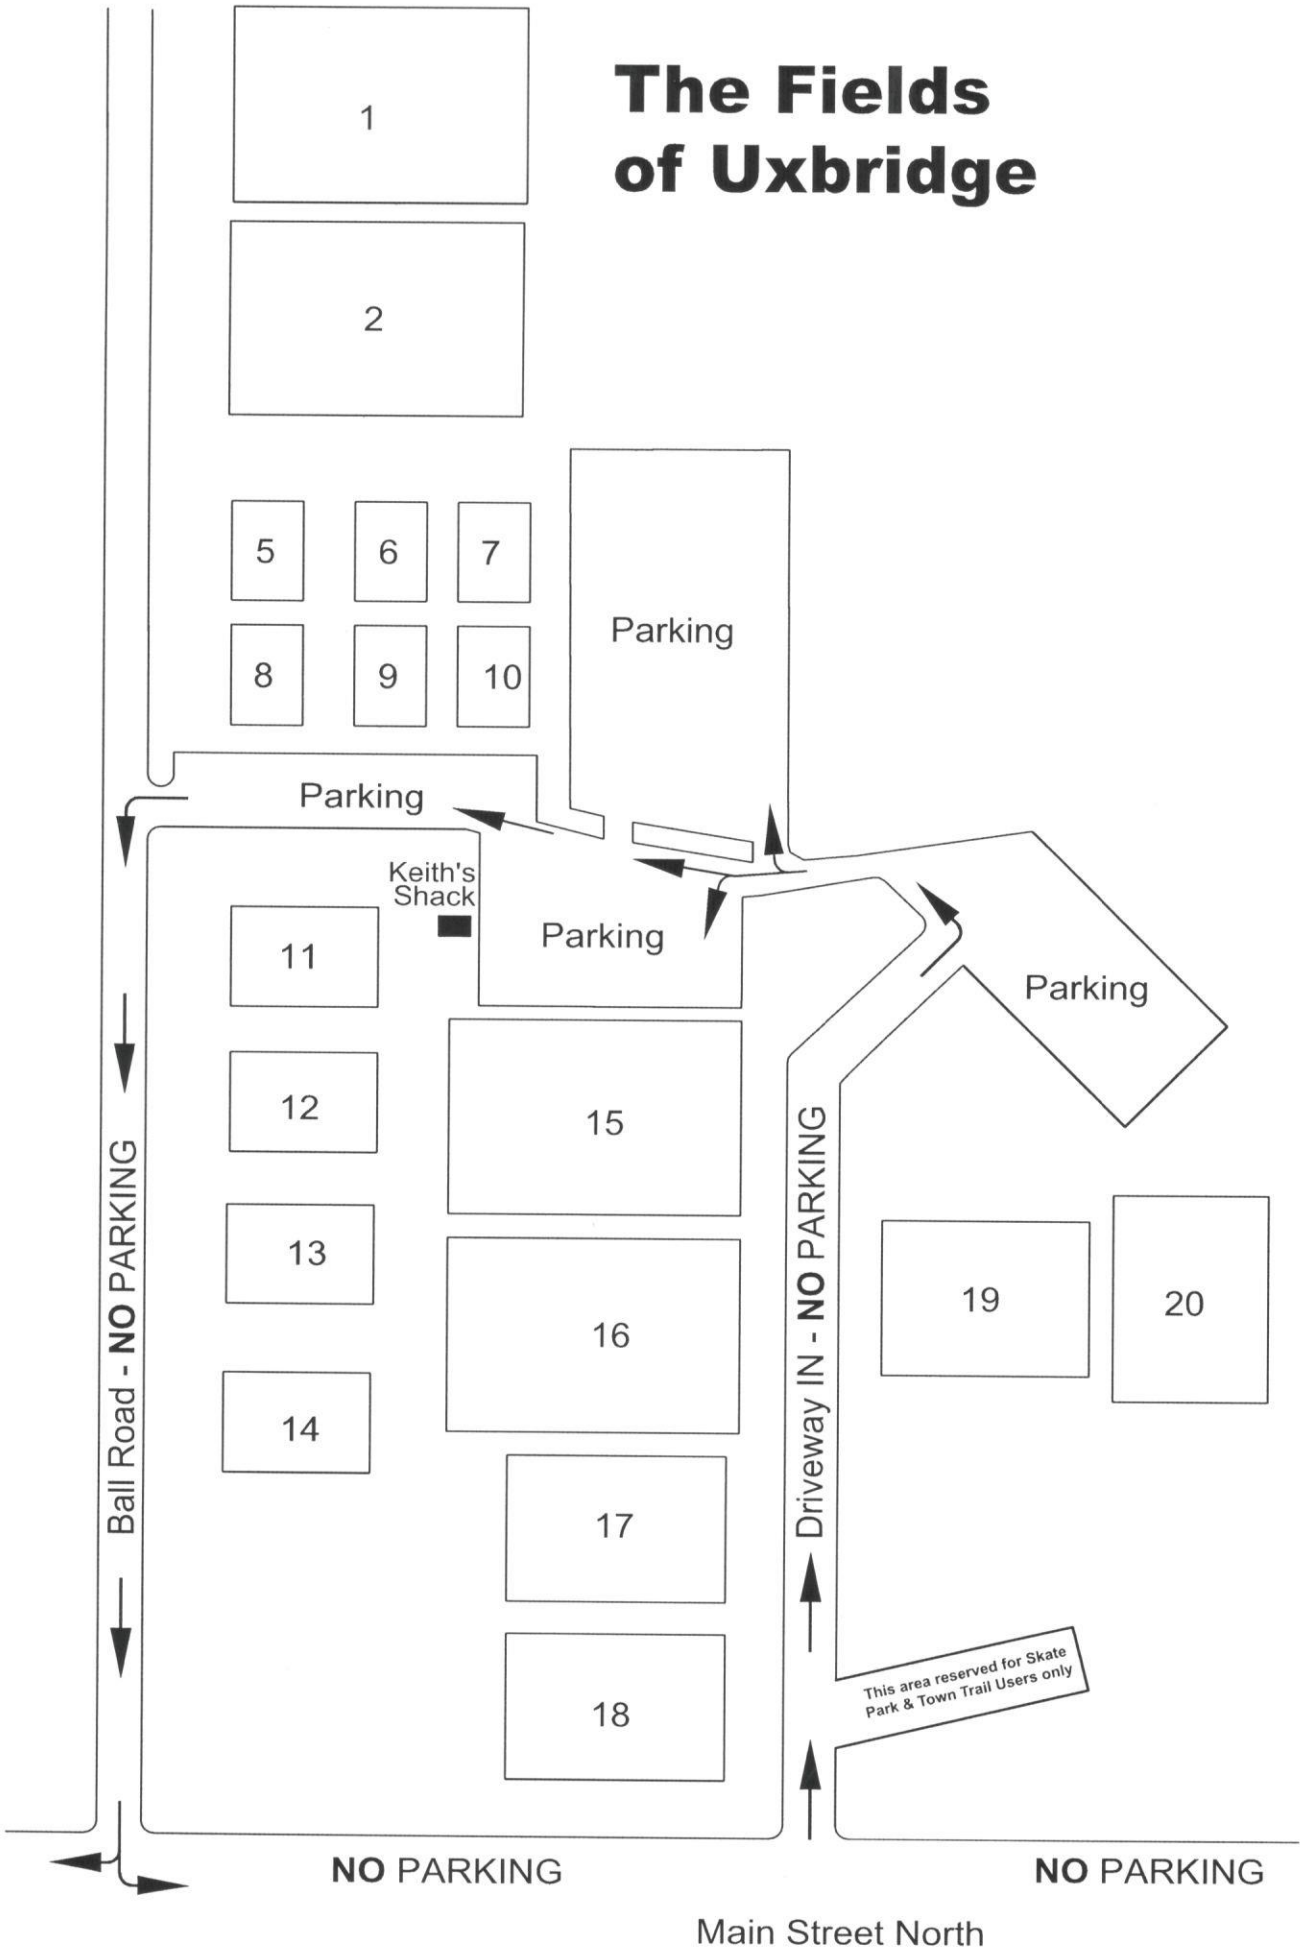 The Fields
of Uxbridge
1
2
5
6
7
Parking
8
9
10
Parking
Keith's
Shack
Parking
11
Parking
12
15
13
16
19
20
14
Ball Road - NO PARKING
Driveway IN - NO PARKING
17
This area reserved for Skate
Park & Town Trail Users only
18
NO PARKING
NO PARKING
Main Street North